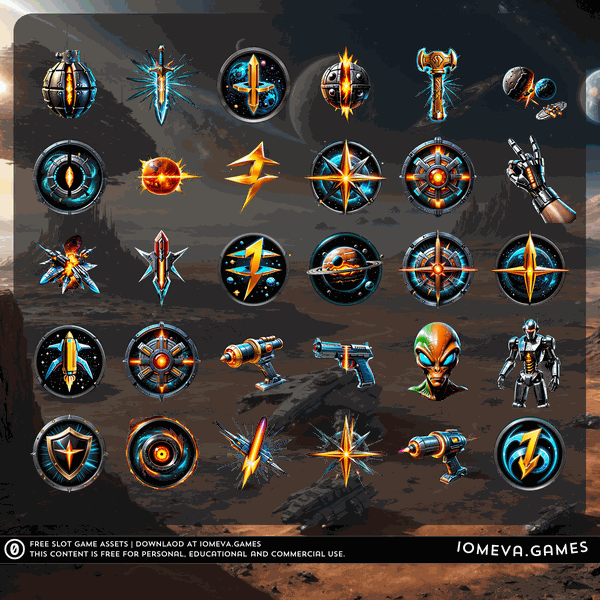 FREE SLOT GAME ASSETS | DOWNLAOD AT IOMEVA.GAMES
THIS CONTENT IS FREE FOR PERSONAL, EDUCATIONAL AND COMMERCIAL USE.
IOMEVA.GAMES